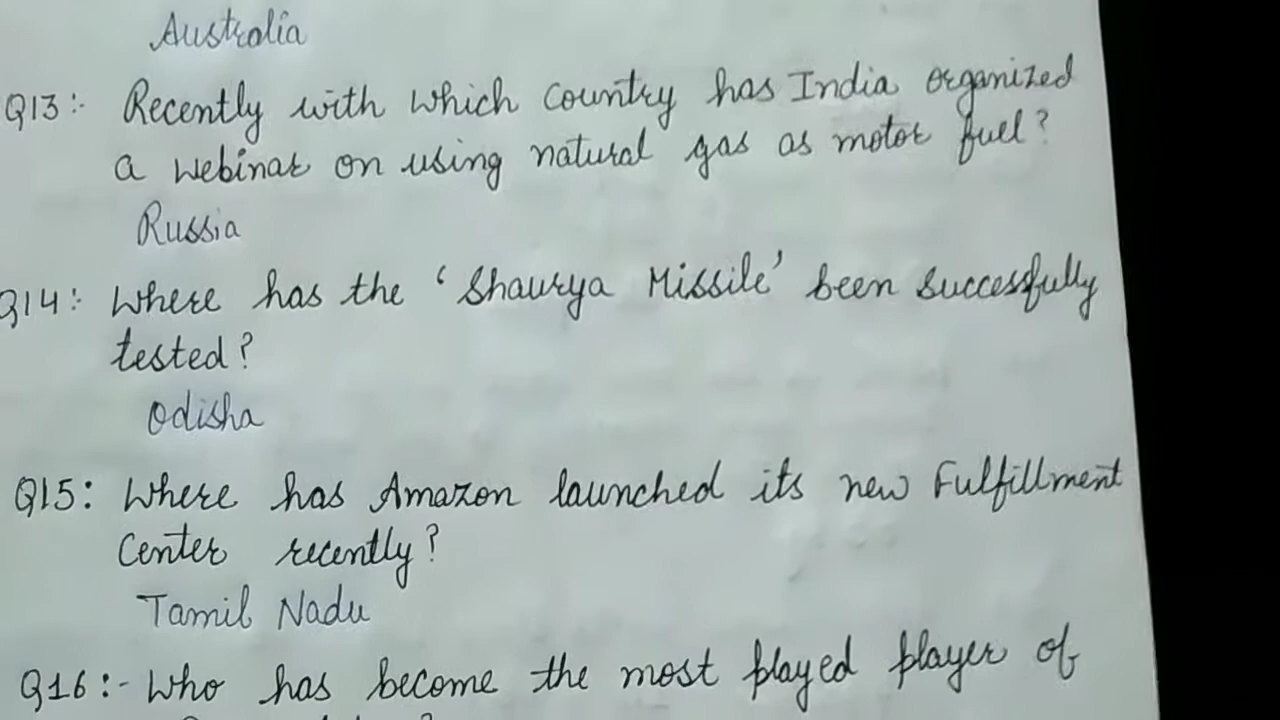 Australia
Q13:- Recently with which country has India organized
a webinar on using natural gas as motor fuel?
Russia
Q14:- Where has the 'Shaurya Missile' been successfully
tested?
Odisha
Q15: Where has Amazon launched its new Fulfillment
Center recently?
Tamil Nadu
Q16:- Who has become the most played player of